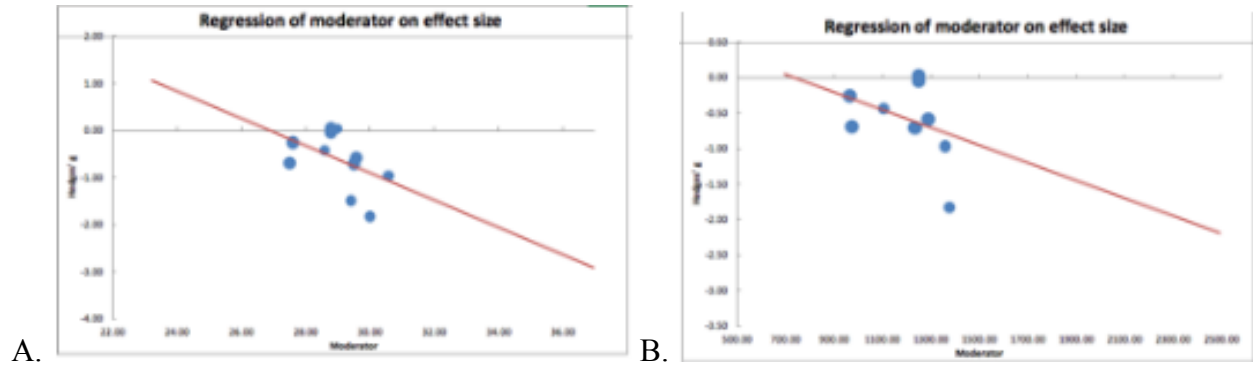 Regression of moderator on effect size
2.00
1.00
0.00
-1.00
-2.00
-3.00
-4.00
Hedges' g
22.00 24.00 26.00 28.00 30.00 32.00 34.00 36.00
Moderator
A.
Regression of moderator on effect size
0.50
0.00
-0.50
-1.00
-1.50
-2.00
-2.50
-3.00
-3.50
Hedges' g
500.00 700.00 900.00 1100.00 1300.00 1500.00 1700.00 1900.00 2100.00 2300.00 2500.00
Moderator
B.